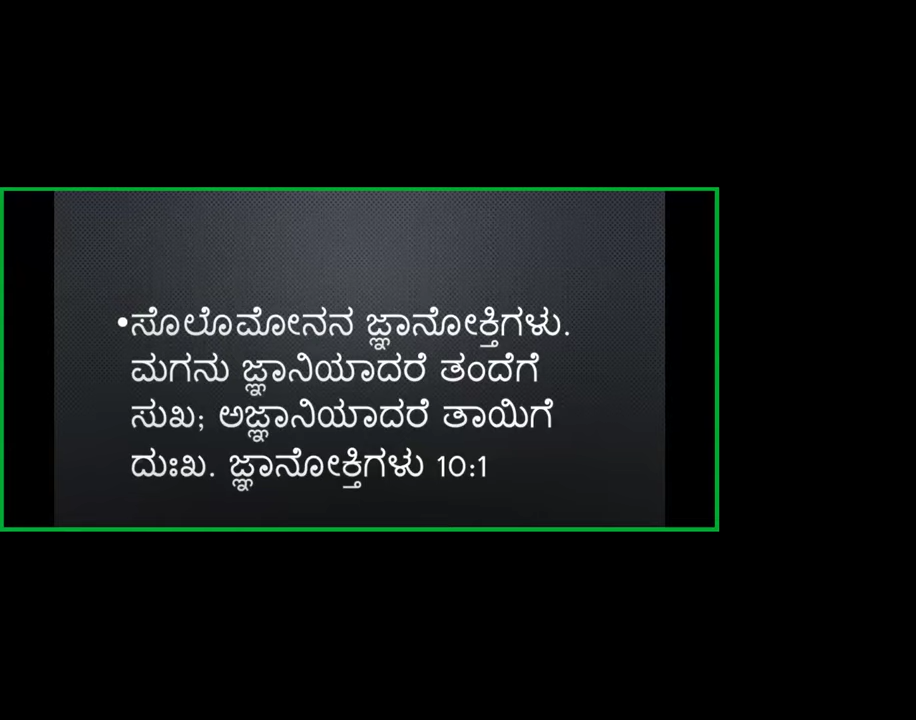 •ಸೊಲೊಮೋನನ ಜ್ಞಾನೋಕ್ತಿಗಳು.
ಮಗನು ಜ್ಞಾನಿಯಾದರೆ ತಂದೆಗೆ
ಸುಖ; ಅಜ್ಞಾನಿಯಾದರೆ ತಾಯಿಗೆ
ದುಃಖ. ಜ್ಞಾನೋಕ್ತಿಗಳು 10:1